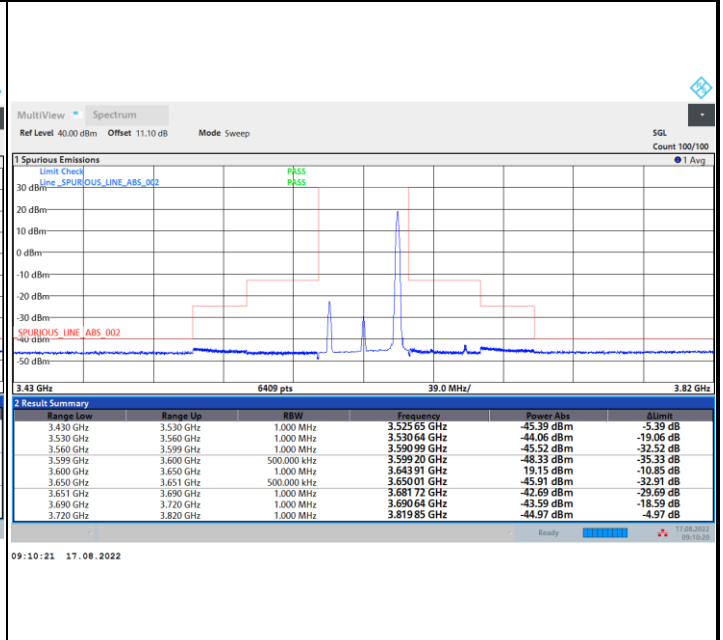 MultiView Spectrum
Ref Level 40.00 dBm Offset 11.10 dB Mode Sweep SGL
Count 100/100
1 Spurious Emissions 1 Avg
Limit Check PASS
Line _SPURIOUS_LINE_ABS_002 PASS
30 dBm
20 dBm
10 dBm
0 dBm
-10 dBm
-20 dBm
-30 dBm
SPURIOUS_LINE_ABS_002
-40 dBm
-50 dBm
3.43 GHz 6409 pts 39.0 MHz/ 3.82 GHz
2 Result Summary
Range Low Range Up RBW Frequency Power Abs ΔLimit
3.430 GHz 3.530 GHz 1.000 MHz 3.525 65 GHz -45.39 dBm -5.39 dB
3.530 GHz 3.560 GHz 1.000 MHz 3.530 64 GHz -44.06 dBm -19.06 dB
3.560 GHz 3.599 GHz 1.000 MHz 3.590 99 GHz -45.52 dBm -32.52 dB
3.599 GHz 3.600 GHz 500.000 kHz 3.599 20 GHz -48.33 dBm -35.33 dB
3.600 GHz 3.650 GHz 1.000 MHz 3.643 91 GHz 19.15 dBm -10.85 dB
3.650 GHz 3.651 GHz 500.000 kHz 3.650 01 GHz -45.91 dBm -32.91 dB
3.651 GHz 3.690 GHz 1.000 MHz 3.681 72 GHz -42.69 dBm -29.69 dB
3.690 GHz 3.720 GHz 1.000 MHz 3.690 64 GHz -43.59 dBm -18.59 dB
3.720 GHz 3.820 GHz 1.000 MHz 3.819 85 GHz -44.97 dBm -4.97 dB
Ready 17.08.2022
09:10:20
09:10:21 17.08.2022